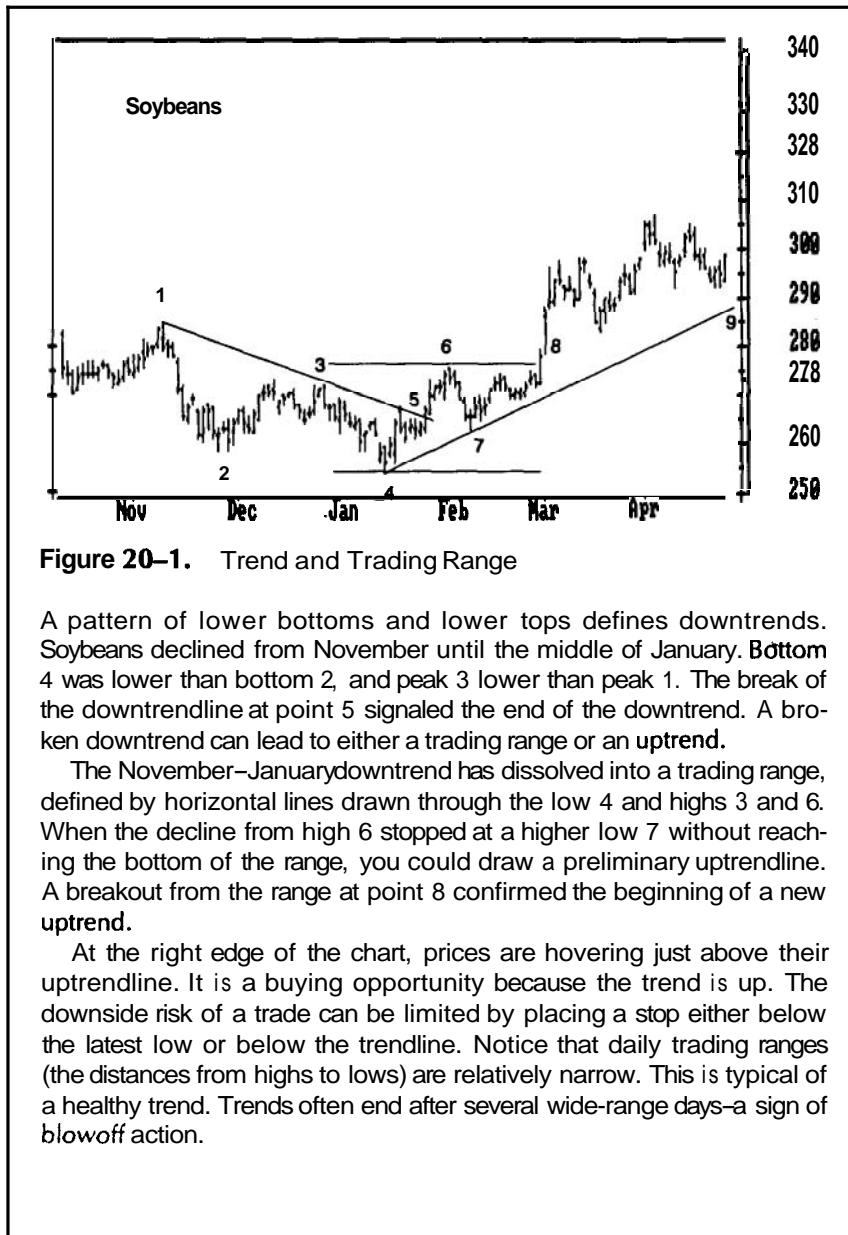 340
Soybeans
330
328
310
300
290
280
278
260
250
1
2
3
4
5
6
7
8
9
Nov Dec Jan Feb Mar Apr
Figure 20–1. Trend and Trading Range
A pattern of lower bottoms and lower tops defines downtrends.
Soybeans declined from November until the middle of January. Bottom
4 was lower than bottom 2, and peak 3 lower than peak 1. The break of
the downtrendline at point 5 signaled the end of the downtrend. A bro-
ken downtrend can lead to either a trading range or an uptrend.
The November–January downtrend has dissolved into a trading range,
defined by horizontal lines drawn through the low 4 and highs 3 and 6.
When the decline from high 6 stopped at a higher low 7 without reach-
ing the bottom of the range, you could draw a preliminary uptrendline.
A breakout from the range at point 8 confirmed the beginning of a new
uptrend.
At the right edge of the chart, prices are hovering just above their
uptrendline. It is a buying opportunity because the trend is up. The
downside risk of a trade can be limited by placing a stop either below
the latest low or below the trendline. Notice that daily trading ranges
(the distances from highs to lows) are relatively narrow. This is typical of
a healthy trend. Trends often end after several wide-range days–a sign of
blowoff action.